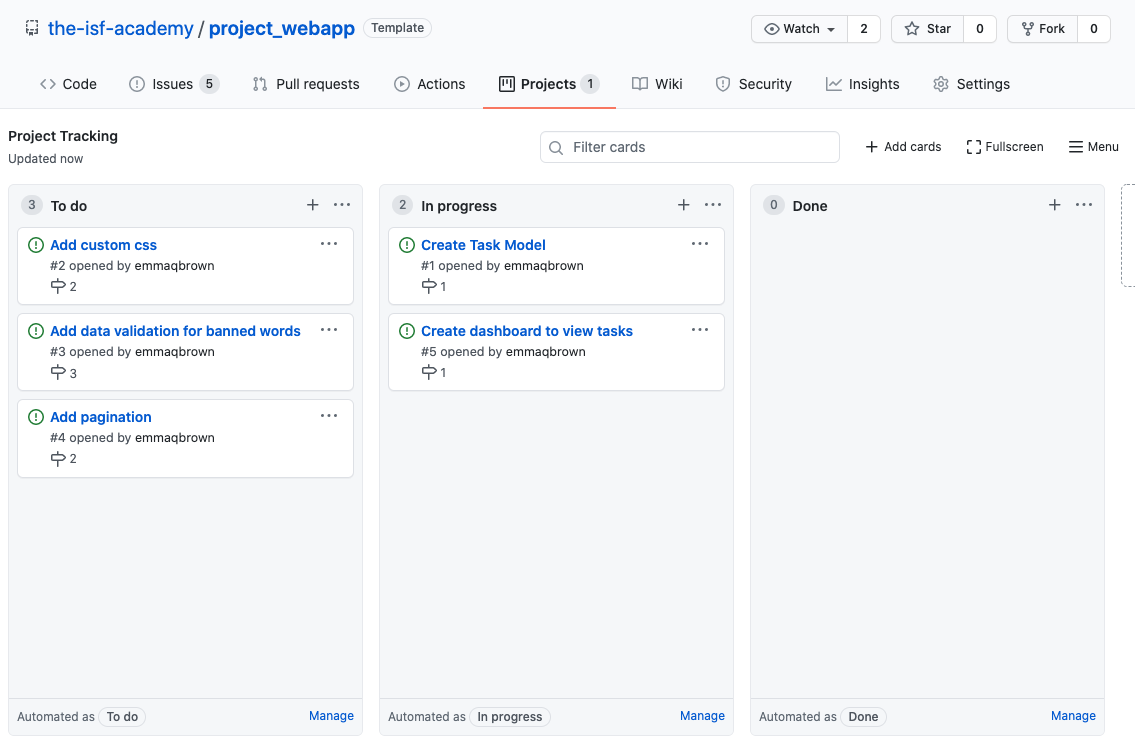 the-isf-academy / project_webapp Template
Watch 2 Star 0 Fork 0
Code Issues 5 Pull requests Actions Projects 1 Wiki Security Insights Settings
Project Tracking
Updated now
Filter cards
Add cards Fullscreen Menu
3 To do
Add custom css
#2 opened by emmaqbrown
2
Add data validation for banned words
#3 opened by emmaqbrown
3
Add pagination
#4 opened by emmaqbrown
2
Automated as To do Manage
2 In progress
Create Task Model
#1 opened by emmaqbrown
1
Create dashboard to view tasks
#5 opened by emmaqbrown
1
Automated as In progress Manage
0 Done
Automated as Done Manage